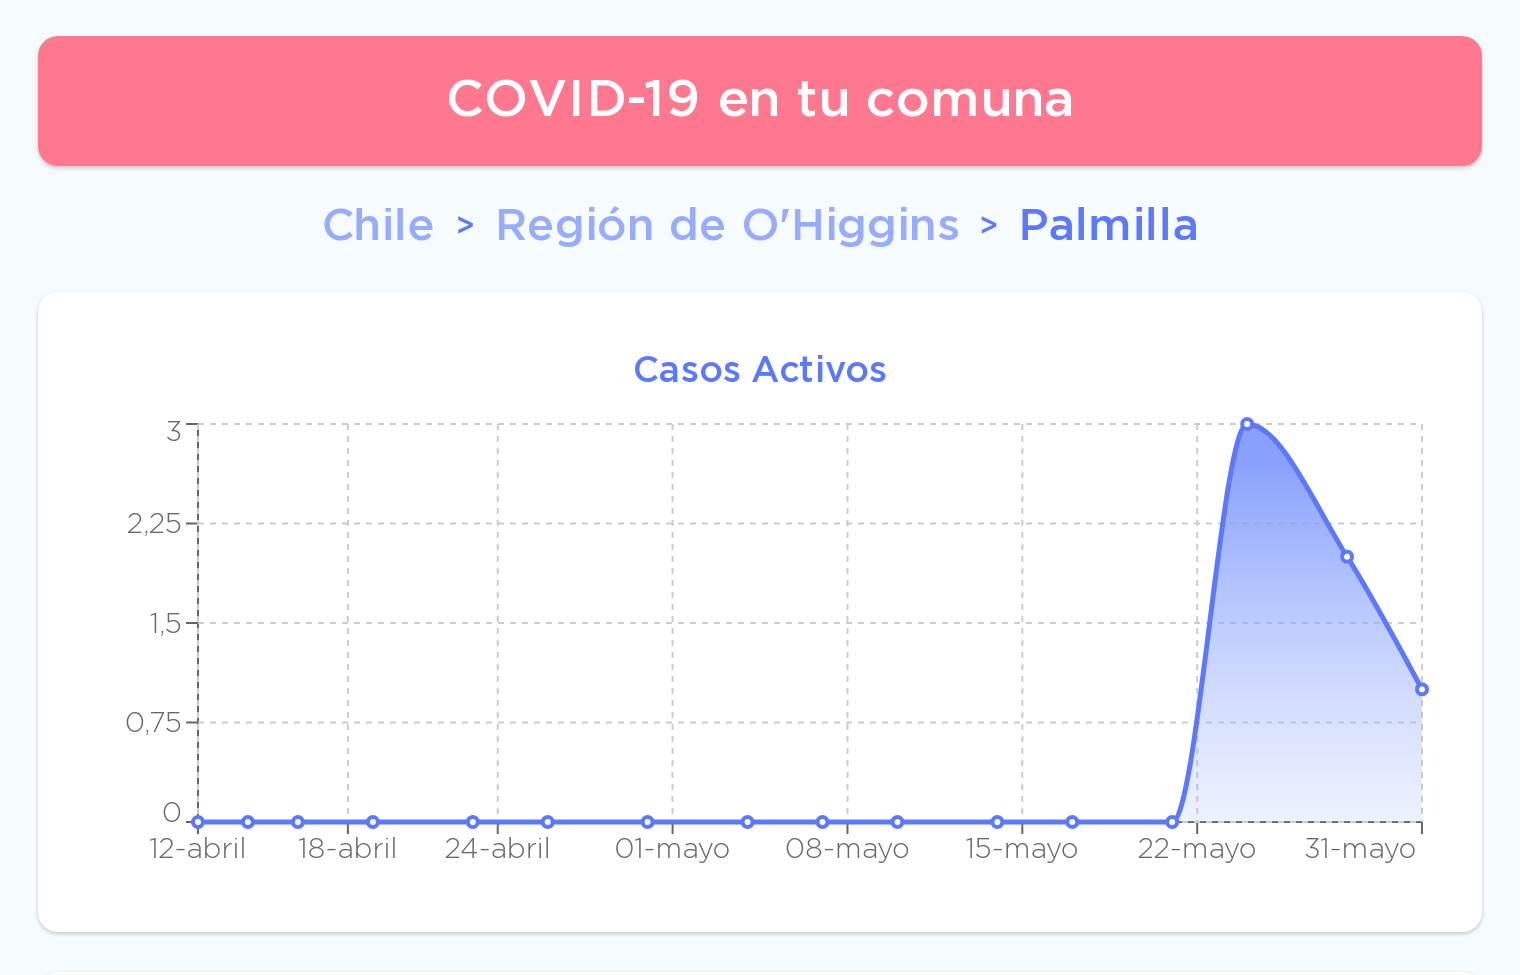 COVID-19 en tu comuna
Chile > Región de O'Higgins > Palmilla
Casos Activos
3
2,25
1,5
0,75
0
12-abril 18-abril 24-abril 01-mayo 08-mayo 15-mayo 22-mayo 31-mayo